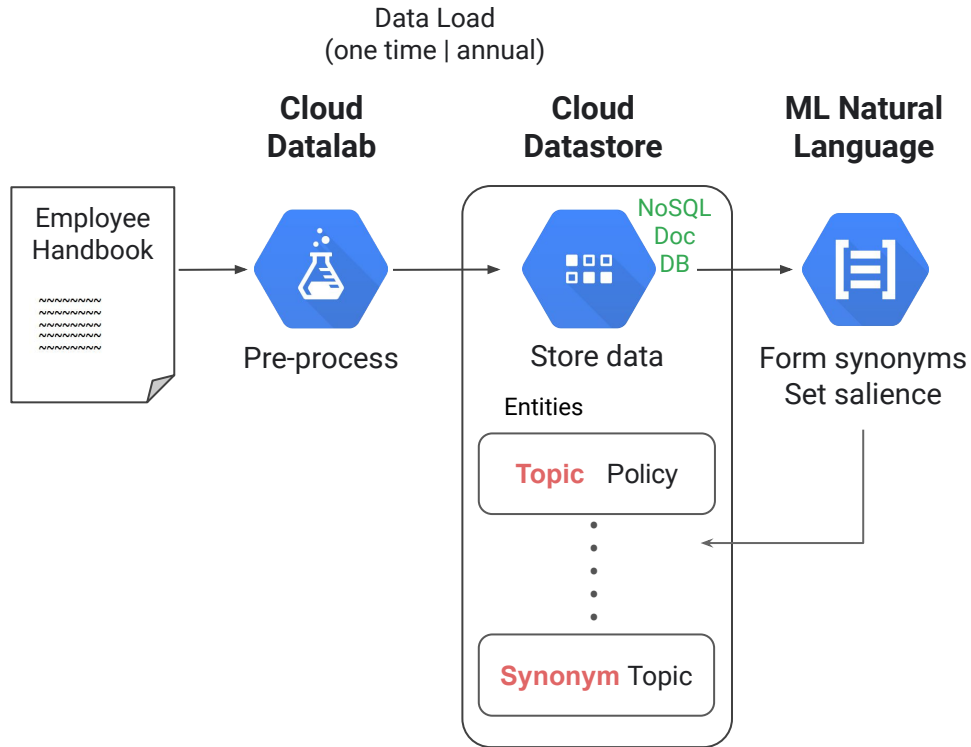 Data Load
(one time | annual)
Cloud
Datalab
Cloud
Datastore
ML Natural
Language
Employee
Handbook
~~~~~~~~
~~~~~~~~
~~~~~~~~
~~~~~~~~
~~~~~~~~
NoSQL
Doc
DB
Pre-process
Store data
Form synonyms
Set salience
Entities
Topic Policy
Synonym Topic